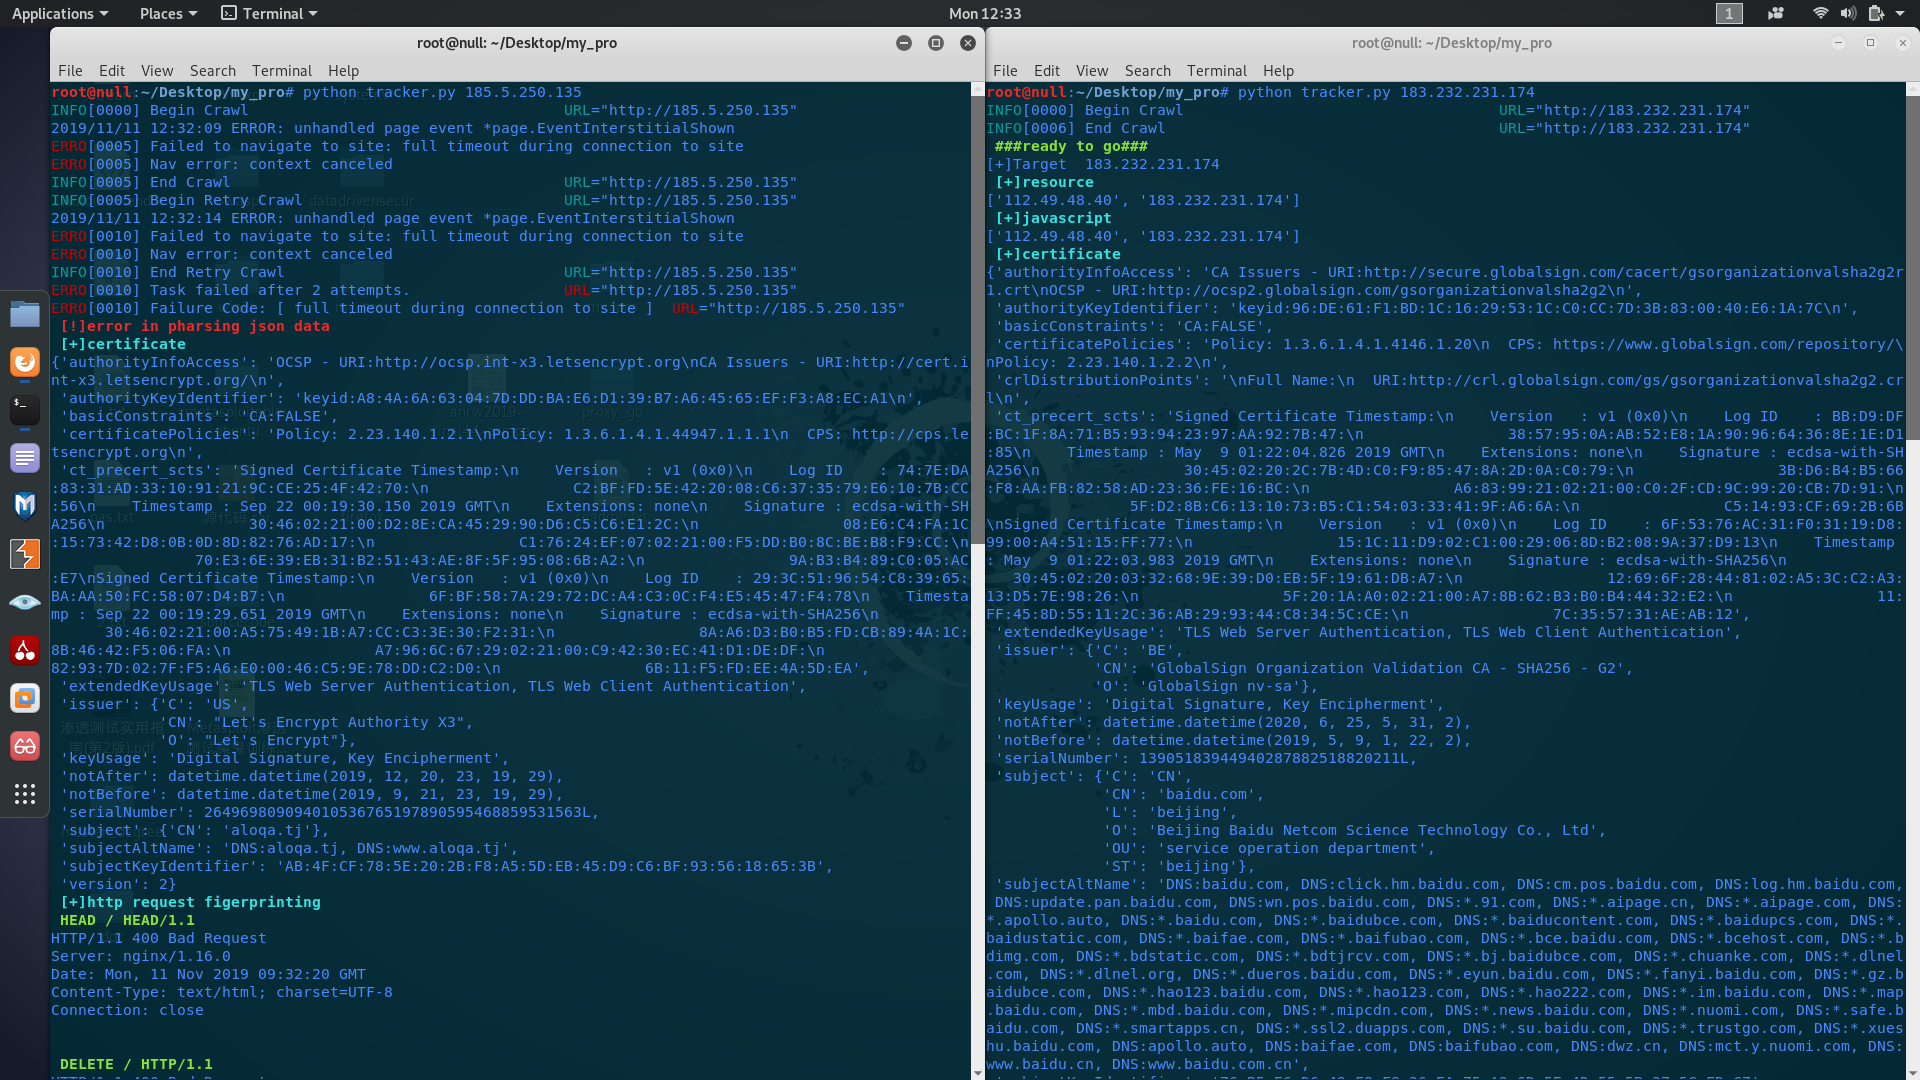 Applications
Places
Terminal
Mon 12:33
1
root@null: ~/Desktop/my_pro
File Edit View Search Terminal Help
root@null:~/Desktop/my_pro# python tracker.py 185.5.250.135
INFO[0000] Begin Crawl URL="http://185.5.250.135"
2019/11/11 12:32:09 ERROR: unhandled page event *page.EventInterstitialShown
ERRO[0005] Failed to navigate to site: full timeout during connection to site
ERRO[0005] Nav error: context canceled
INFO[0005] End Crawl URL="http://185.5.250.135"
INFO[0005] Begin Retry Crawl URL="http://185.5.250.135"
2019/11/11 12:32:14 ERROR: unhandled page event *page.EventInterstitialShown
ERRO[0010] Failed to navigate to site: full timeout during connection to site
ERRO[0010] Nav error: context canceled
INFO[0010] End Retry Crawl URL="http://185.5.250.135"
ERRO[0010] Task failed after 2 attempts. URL="http://185.5.250.135"
ERRO[0010] Failure Code: [ full timeout during connection to site ] URL="http://185.5.250.135"
[!]error in pharsing json data
[+]certificate
{'authorityInfoAccess': 'OCSP - URI:http://ocsp.int-x3.letsencrypt.org\nCA Issuers - URI:http://cert.i
nt-x3.letsencrypt.org/\n',
'authorityKeyIdentifier': 'keyid:A8:4A:6A:63:04:7D:DD:BA:E6:D1:39:B7:A6:45:65:EF:F3:A8:EC:A1\n',
'basicConstraints': 'CA:FALSE',
'certificatePolicies': 'Policy: 2.23.140.1.2.1\nPolicy: 1.3.6.1.4.1.44947.1.1.1\n CPS: http://cps.le
tsencrypt.org\n',
'ct_precert_scts': 'Signed Certificate Timestamp:\n Version : v1 (0x0)\n Log ID : 74:7E:DA
:83:31:AD:33:10:91:21:9C:CE:25:4F:42:70:\n C2:BF:FD:5E:42:20:08:C6:37:35:79:E6:10:7B:CC
:56\n Timestamp : Sep 22 00:19:29.150 2019 GMT\n Extensions: none\n Signature : ecdsa-with-SH
A256\n 30:46:02:21:00:D2:8E:CA:45:29:90:D6:C5:C6:E1:2C:\n 08:E6:C4:FA:1C
:15:73:42:D8:0B:0D:8D:82:76:AD:17:\n C1:76:24:EF:07:02:21:00:F5:DD:B0:8C:BE:B8:F9:CC:\n
70:E3:6E:39:EB:31:B2:51:43:AE:8F:5F:95:08:6B:A2:\n 9A:B3:B4:89:C0:05:AC
:E7\nSigned Certificate Timestamp:\n Version : v1 (0x0)\n Log ID : 29:3C:51:96:54:C8:39:65:
BA:AA:50:FC:58:07:D4:B7:\n 6F:BF:58:7A:29:72:DC:A4:C3:0C:F4:E5:45:47:F4:78\n Timesta
mp : Sep 22 00:19:29.651 2019 GMT\n Extensions: none\n Signature : ecdsa-with-SHA256\n
30:46:02:21:00:A5:75:49:1B:A7:CC:C3:3E:30:F2:31:\n 8A:A6:D3:B0:B5:FD:CB:89:4A:1C:
8B:46:42:F5:06:FA:\n A7:96:6C:67:29:02:21:00:C9:42:30:EC:41:D1:DE:DF:\n
82:93:7D:02:7F:F5:A6:E0:00:46:C5:9E:78:DD:C2:D0:\n 6B:11:F5:FD:EE:4A:5D:EA',
'extendedKeyUsage': 'TLS Web Server Authentication, TLS Web Client Authentication',
'issuer': {'C': 'US',
'CN': "Let's Encrypt Authority X3",
'O': "Let's Encrypt"},
'keyUsage': 'Digital Signature, Key Encipherment',
'notAfter': datetime.datetime(2019, 12, 20, 23, 19, 29),
'notBefore': datetime.datetime(2019, 9, 21, 23, 19, 29),
'serialNumber': 264969809094010536765197890595468859531563L,
'subject': {'CN': 'aloqa.tj'},
'subjectAltName': 'DNS:aloqa.tj, DNS:www.aloqa.tj',
'subjectKeyIdentifier': 'AB:4F:CF:78:5E:20:2B:F8:A5:5D:EB:45:D9:C6:BF:93:56:18:65:3B',
'version': 2}
[+]http request figerprinting
HEAD / HEAD/1.1
HTTP/1.1 400 Bad Request
Server: nginx/1.16.0
Date: Mon, 11 Nov 2019 09:32:20 GMT
Content-Type: text/html; charset=UTF-8
Connection: close
DELETE / HTTP/1.1
HTTP/1.1 400 Bad Request
root@null: ~/Desktop/my_pro
File Edit View Search Terminal Help
root@null:~/Desktop/my_pro# python tracker.py 183.232.231.174
INFO[0000] Begin Crawl URL="http://183.232.231.174"
INFO[0006] End Crawl URL="http://183.232.231.174"
###ready to go###
[+]Target 183.232.231.174
[+]resource
['112.49.48.40', '183.232.231.174']
[+]javascript
['112.49.48.40', '183.232.231.174']
[+]certificate
{'authorityInfoAccess': 'CA Issuers - URI:http://secure.globalsign.com/cacert/gsorganizationvalsha2g2r
1.crt\nOCSP - URI:http://ocsp2.globalsign.com/gsorganizationvalsha2g2\n',
'authorityKeyIdentifier': 'keyid:96:DE:61:F1:BD:1C:16:29:53:1C:C0:CC:7D:3B:83:00:40:E6:1A:7C\n',
'basicConstraints': 'CA:FALSE',
'certificatePolicies': 'Policy: 1.3.6.1.4.1.4146.1.20\n CPS: https://www.globalsign.com/repository/\
nPolicy: 2.23.140.1.2.2\n',
'crlDistributionPoints': '\nFull Name:\n URI:http://crl.globalsign.com/gs/gsorganizationvalsha2g2.cr
l\n',
'ct_precert_scts': 'Signed Certificate Timestamp:\n Version : v1 (0x0)\n Log ID : BB:D9:DF
:BC:1F:8A:71:B5:93:94:23:97:AA:92:7B:47:\n 38:57:95:0A:AB:52:E8:1A:90:96:64:36:8E:1E:D1
:85\n Timestamp : May 9 01:22:04.826 2019 GMT\n Extensions: none\n Signature : ecdsa-with-SH
A256\n 30:45:02:20:2C:7B:4D:C0:F9:85:47:8A:2D:0A:C0:79:\n 3B:D6:B4:B5:66
:F8:AA:FB:82:58:AD:23:36:FE:16:BC:\n A6:83:99:21:02:21:00:C0:2F:CD:9C:99:20:CB:7D:91:\n
5F:D2:8B:C6:13:10:73:B5:C1:54:03:33:41:9F:A6:6A:\n C5:14:93:CF:69:2B:6B
\nSigned Certificate Timestamp:\n Version : v1 (0x0)\n Log ID : 6F:53:76:AC:31:F0:31:19:D8:
99:00:A4:51:15:FF:77:\n 15:1C:11:D9:02:C1:00:29:06:8D:B2:08:9A:37:D9:13\n Timestamp
: May 9 01:22:03.983 2019 GMT\n Extensions: none\n Signature : ecdsa-with-SHA256\n
30:45:02:20:03:32:68:9E:39:D0:EB:5F:19:61:DB:A7:\n 12:69:6F:28:44:81:02:A5:3C:C2:A3:
13:D5:7E:98:26:\n 5F:20:1A:A0:02:21:00:A7:8B:62:B3:B0:B4:44:32:E2:\n 11:
FF:45:8D:55:11:2C:36:AB:29:93:44:C8:34:5C:CE:\n 7C:35:57:31:AE:AB:12',
'extendedKeyUsage': 'TLS Web Server Authentication, TLS Web Client Authentication',
'issuer': {'C': 'BE',
'CN': 'GlobalSign Organization Validation CA - SHA256 - G2',
'O': 'GlobalSign nv-sa'},
'keyUsage': 'Digital Signature, Key Encipherment',
'notAfter': datetime.datetime(2020, 6, 25, 5, 31, 2),
'notBefore': datetime.datetime(2019, 5, 9, 1, 22, 2),
'serialNumber': 13905183944940287882518820211L,
'subject': {'C': 'CN',
'CN': 'baidu.com',
'L': 'beijing',
'O': 'Beijing Baidu Netcom Science Technology Co., Ltd',
'OU': 'service operation department',
'ST': 'beijing'},
'subjectAltName': 'DNS:baidu.com, DNS:click.hm.baidu.com, DNS:cm.pos.baidu.com, DNS:log.hm.baidu.com,
DNS:update.pan.baidu.com, DNS:wn.pos.baidu.com, DNS:*.91.com, DNS:*.aipage.cn, DNS:*.aipage.com, DNS:
*.apollo.auto, DNS:*.baidu.com, DNS:*.baidubce.com, DNS:*.baiducontent.com, DNS:*.baidupcs.com, DNS:*.
baidustatic.com, DNS:*.baifae.com, DNS:*.baifubao.com, DNS:*.bce.baidu.com, DNS:*.bcehost.com, DNS:*.b
dimg.com, DNS:*.bdstatic.com, DNS:*.bdtjrcv.com, DNS:*.bj.baidubce.com, DNS:*.chuanke.com, DNS:*.dlnel
.com, DNS:*.dlnel.org, DNS:*.dueros.baidu.com, DNS:*.eyun.baidu.com, DNS:*.fanyi.baidu.com, DNS:*.gz.b
aidubce.com, DNS:*.hao123.baidu.com, DNS:*.hao123.com, DNS:*.hao222.com, DNS:*.im.baidu.com, DNS:*.map
.baidu.com, DNS:*.mbd.baidu.com, DNS:*.mipcdn.com, DNS:*.news.baidu.com, DNS:*.nuomi.com, DNS:*.safe.b
aidu.com, DNS:*.smartapps.cn, DNS:*.ssl2.duapps.com, DNS:*.su.baidu.com, DNS:*.trustgo.com, DNS:*.xues
hu.baidu.com, DNS:apollo.auto, DNS:baifae.com, DNS:baifubao.com, DNS:dwz.cn, DNS:mct.y.nuomi.com, DNS:
www.baidu.cn, DNS:www.baidu.com.cn',